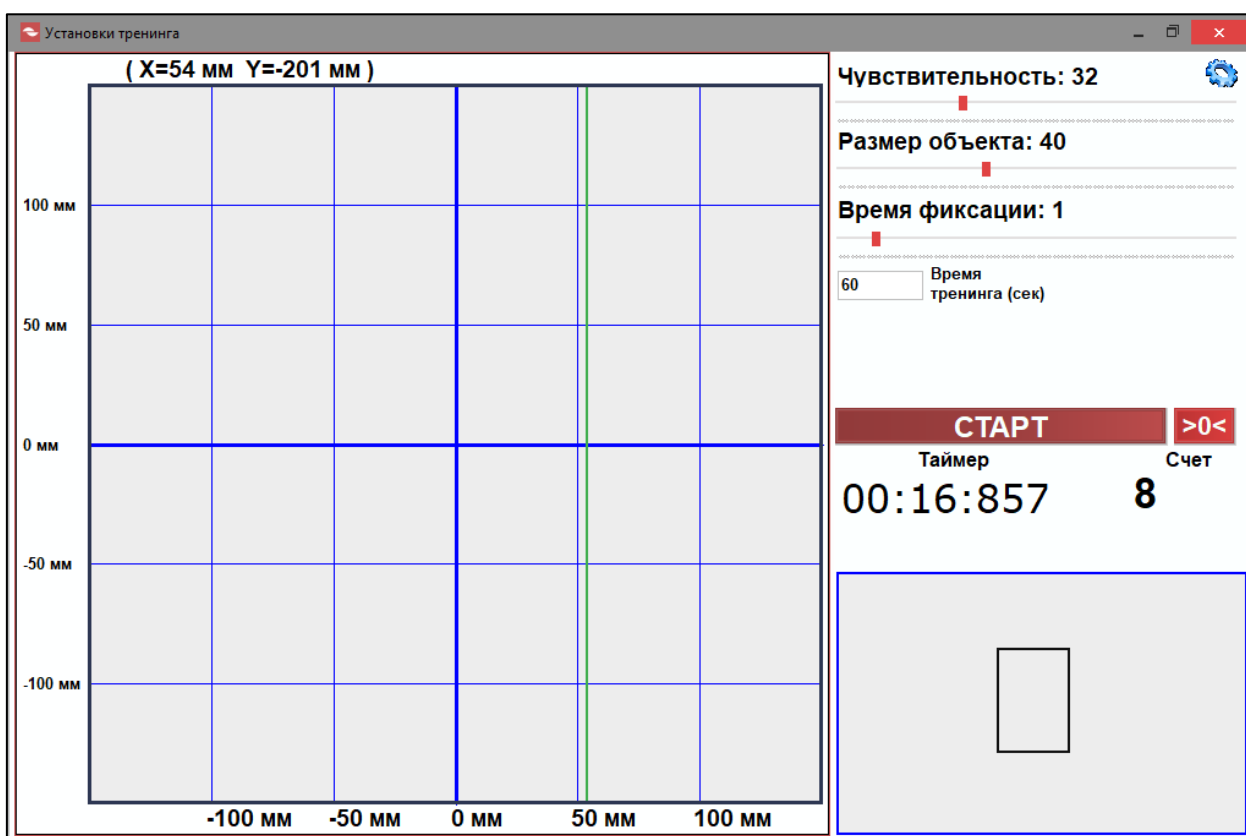 Установки тренинга
( X=54 мм Y=-201 мм )
100 мм
50 мм
0 мм
-50 мм
-100 мм
-100 мм -50 мм 0 мм 50 мм 100 мм
Чувствительность: 32
Размер объекта: 40
Время фиксации: 1
60
Время
тренинга (сек)
СТАРТ >0<
Таймер Счет
00:16:857 8